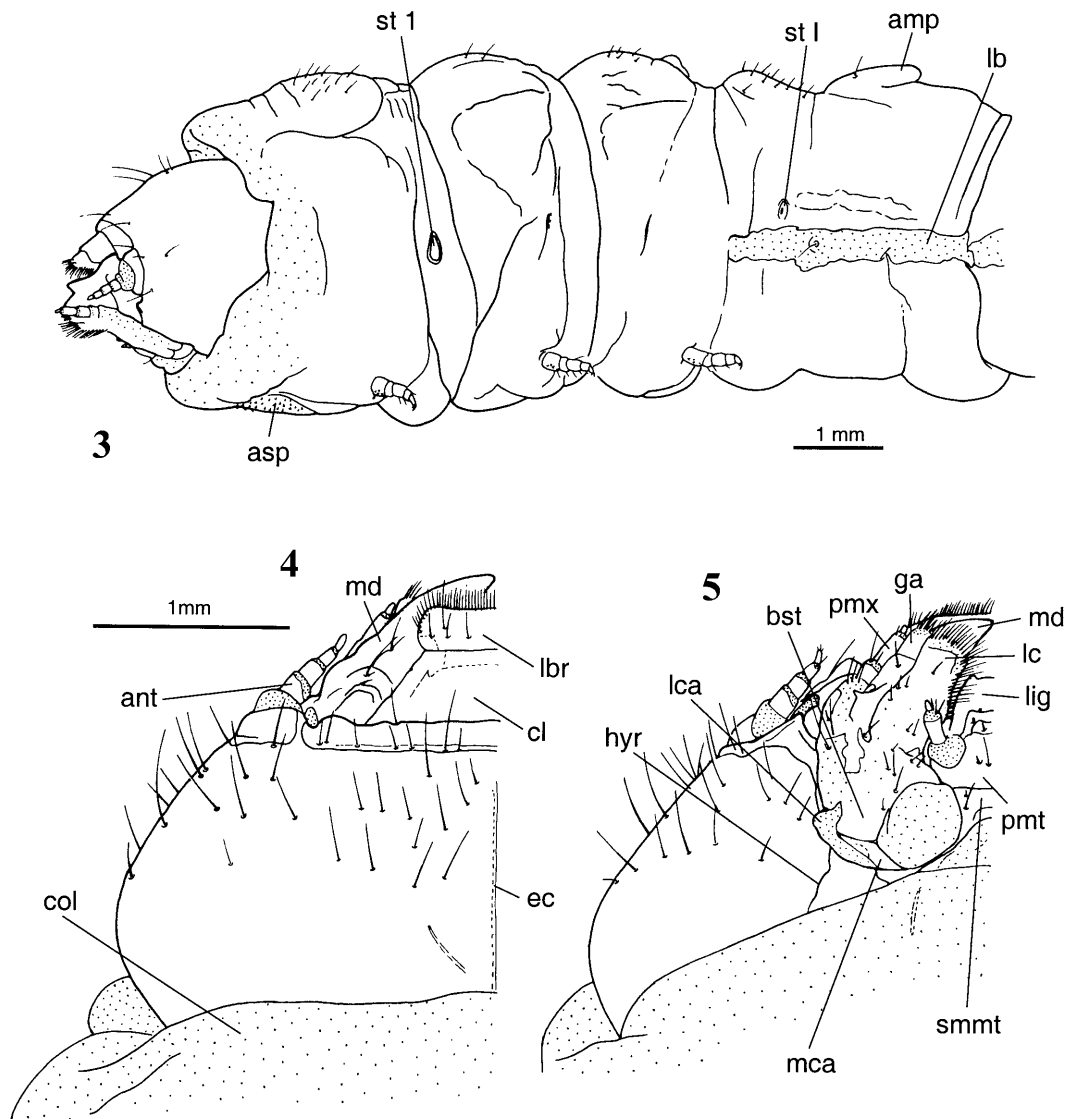 st 1
st I
amp
lb
3
asp
1 mm
4
1mm
md
lbr
ant
cl
ec
col
5
ga
pmx
md
bst
lc
lca
lig
hyr
pmt
smmt
mca